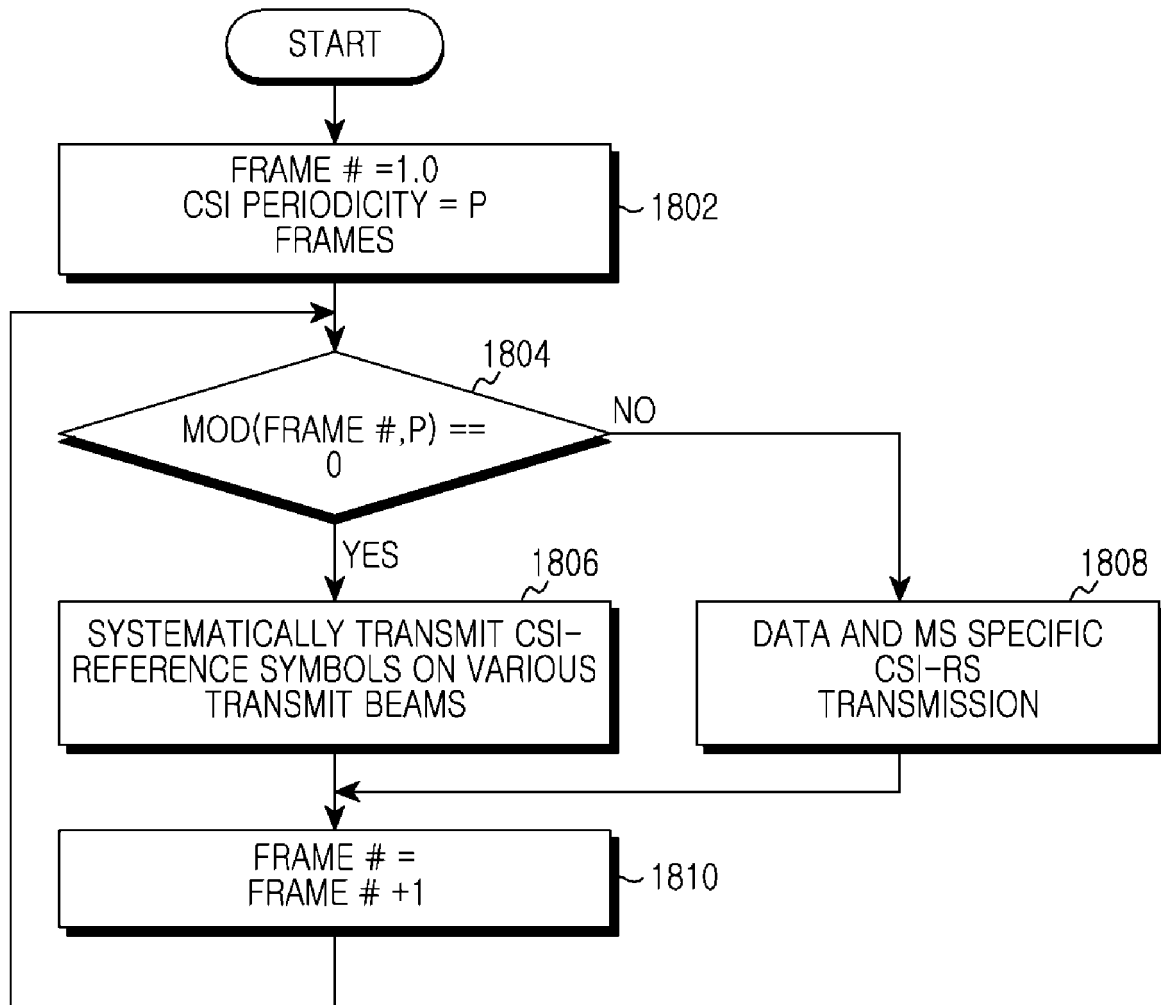 START
FRAME # =1.0
CSI PERIODICITY = P
FRAMES
1802
1804
MOD(FRAME #,P) ==
0
NO
YES
1806
SYSTEMATICALLY TRANSMIT CSI-
REFERENCE SYMBOLS ON VARIOUS
TRANSMIT BEAMS
1808
DATA AND MS SPECIFIC
CSI-RS
TRANSMISSION
FRAME # =
FRAME # +1
1810